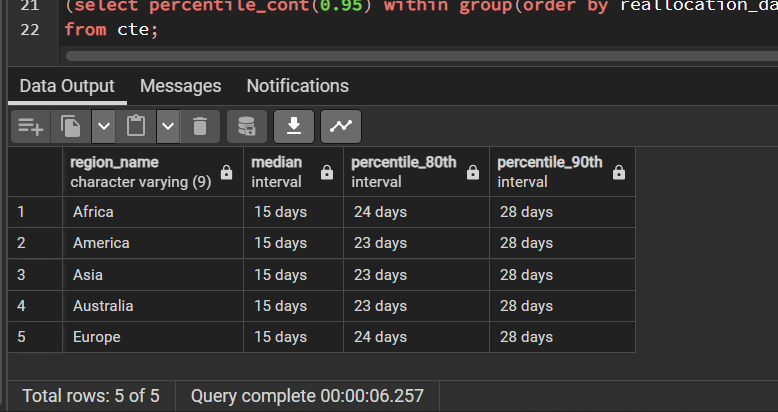 21 (select percentile_cont(0.95) within group(order by reallocation_da
22 from cte;
Data Output Messages Notifications
region_name median percentile_80th percentile_90th
character varying (9) interval interval interval
1 Africa 15 days 24 days 28 days
2 America 15 days 23 days 28 days
3 Asia 15 days 23 days 28 days
4 Australia 15 days 23 days 28 days
5 Europe 15 days 24 days 28 days
Total rows: 5 of 5 Query complete 00:00:06.257